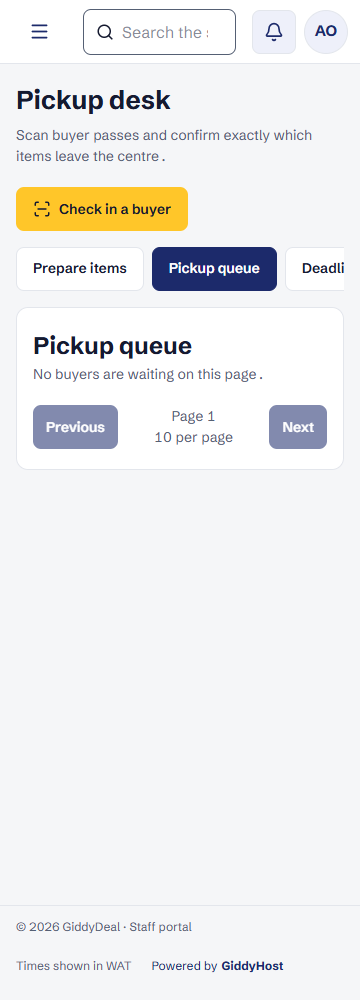 Search the
AO
Pickup desk
Scan buyer passes and confirm exactly which
items leave the centre.
Check in a buyer
Prepare items
Pickup queue
Deadli
Pickup queue
No buyers are waiting on this page.
Previous
Page 1
10 per page
Next
© 2026 GiddyDeal · Staff portal
Times shown in WAT
Powered by GiddyHost